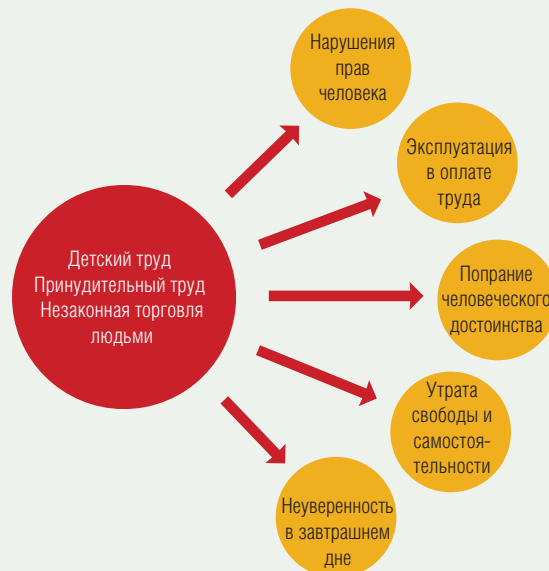 Нарушения
прав
человека
Эксплуатация
в оплате
труда
Детский труд
Принудительный труд
Незаконная торговля
людьми
Попрание
человеческого
достоинства
Утрата
свободы и
самостоя-
тельности
Неуверенность
в завтрашнем
дне